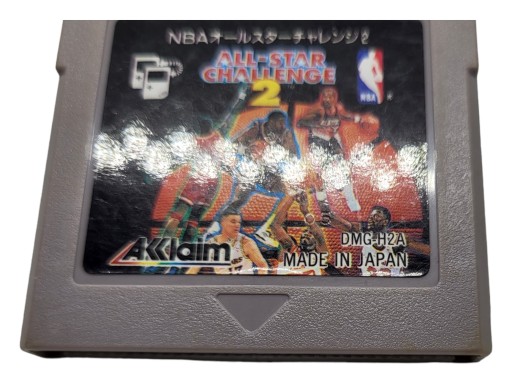 NBAオールスターチャレンジ2
ALL-STAR
CHALLENGE
2
NBA
AKKlaim
DMG-H2A
MADE IN JAPAN